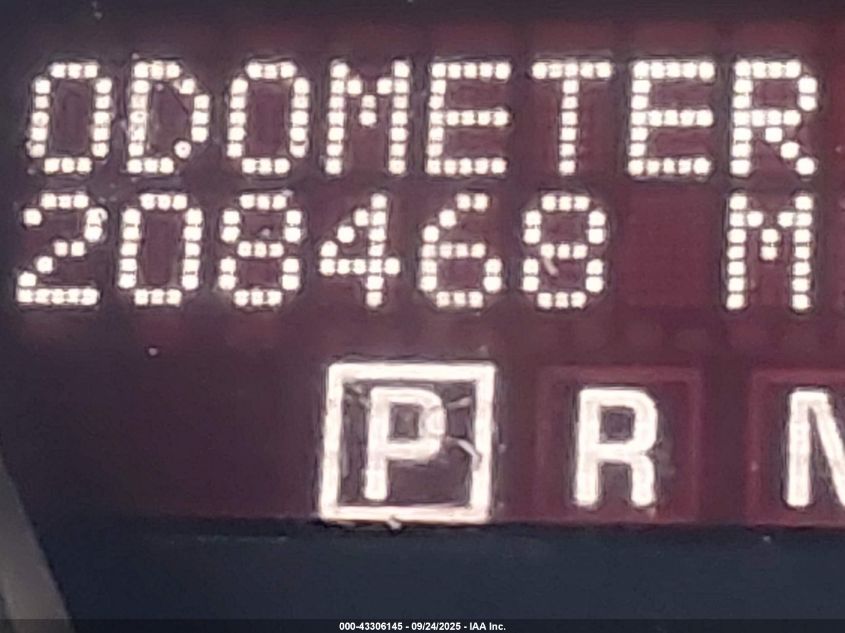 ODOMETER
208468 M
P R N
000-43306145 - 09/24/2025 - IAA Inc.